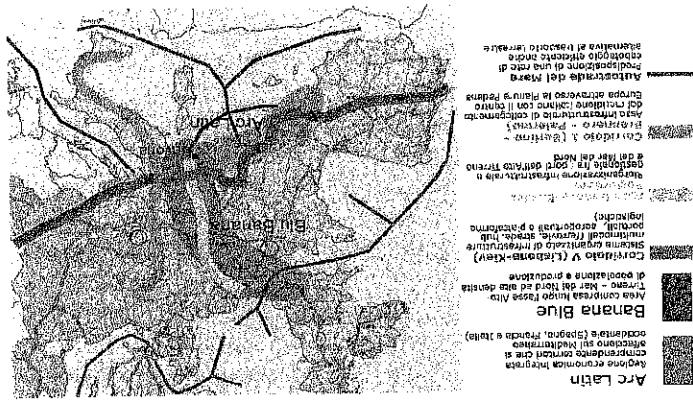 Arc Latin
Regione economica integrata
comprendente territori che si
affacciano sul Mediterraneo
occidentale (Spagna, Francia e Italia)
Banana Blue
Area compresa lungo l'asse Alto
Tirreno - Mar del Nord ad alta densità
di popolazione e produzione
Corridoio V (Lisbona-Kiev)
Sistema organizzato di infrastrutture
multimodali (ferrovie, strade, hub
portuali, aeroportuali e piattaforme
logistiche)
Riorganizzazione infrastrutturale e
gestionale fra i porti dell'Alto Tirreno
e del Mar del Nord
Corridoio 1 (Berlino -
Brennero - Palermo)
Asse infrastrutturale di collegamento
del meridione italiano con il centro
Europa attraverso la Pianura Padana
Autostrade del Mare
Predisposizione di una rete di
cabotaggio efficiente anche
alternativa al trasporto terrestre
Blu Banana
Arc Latin